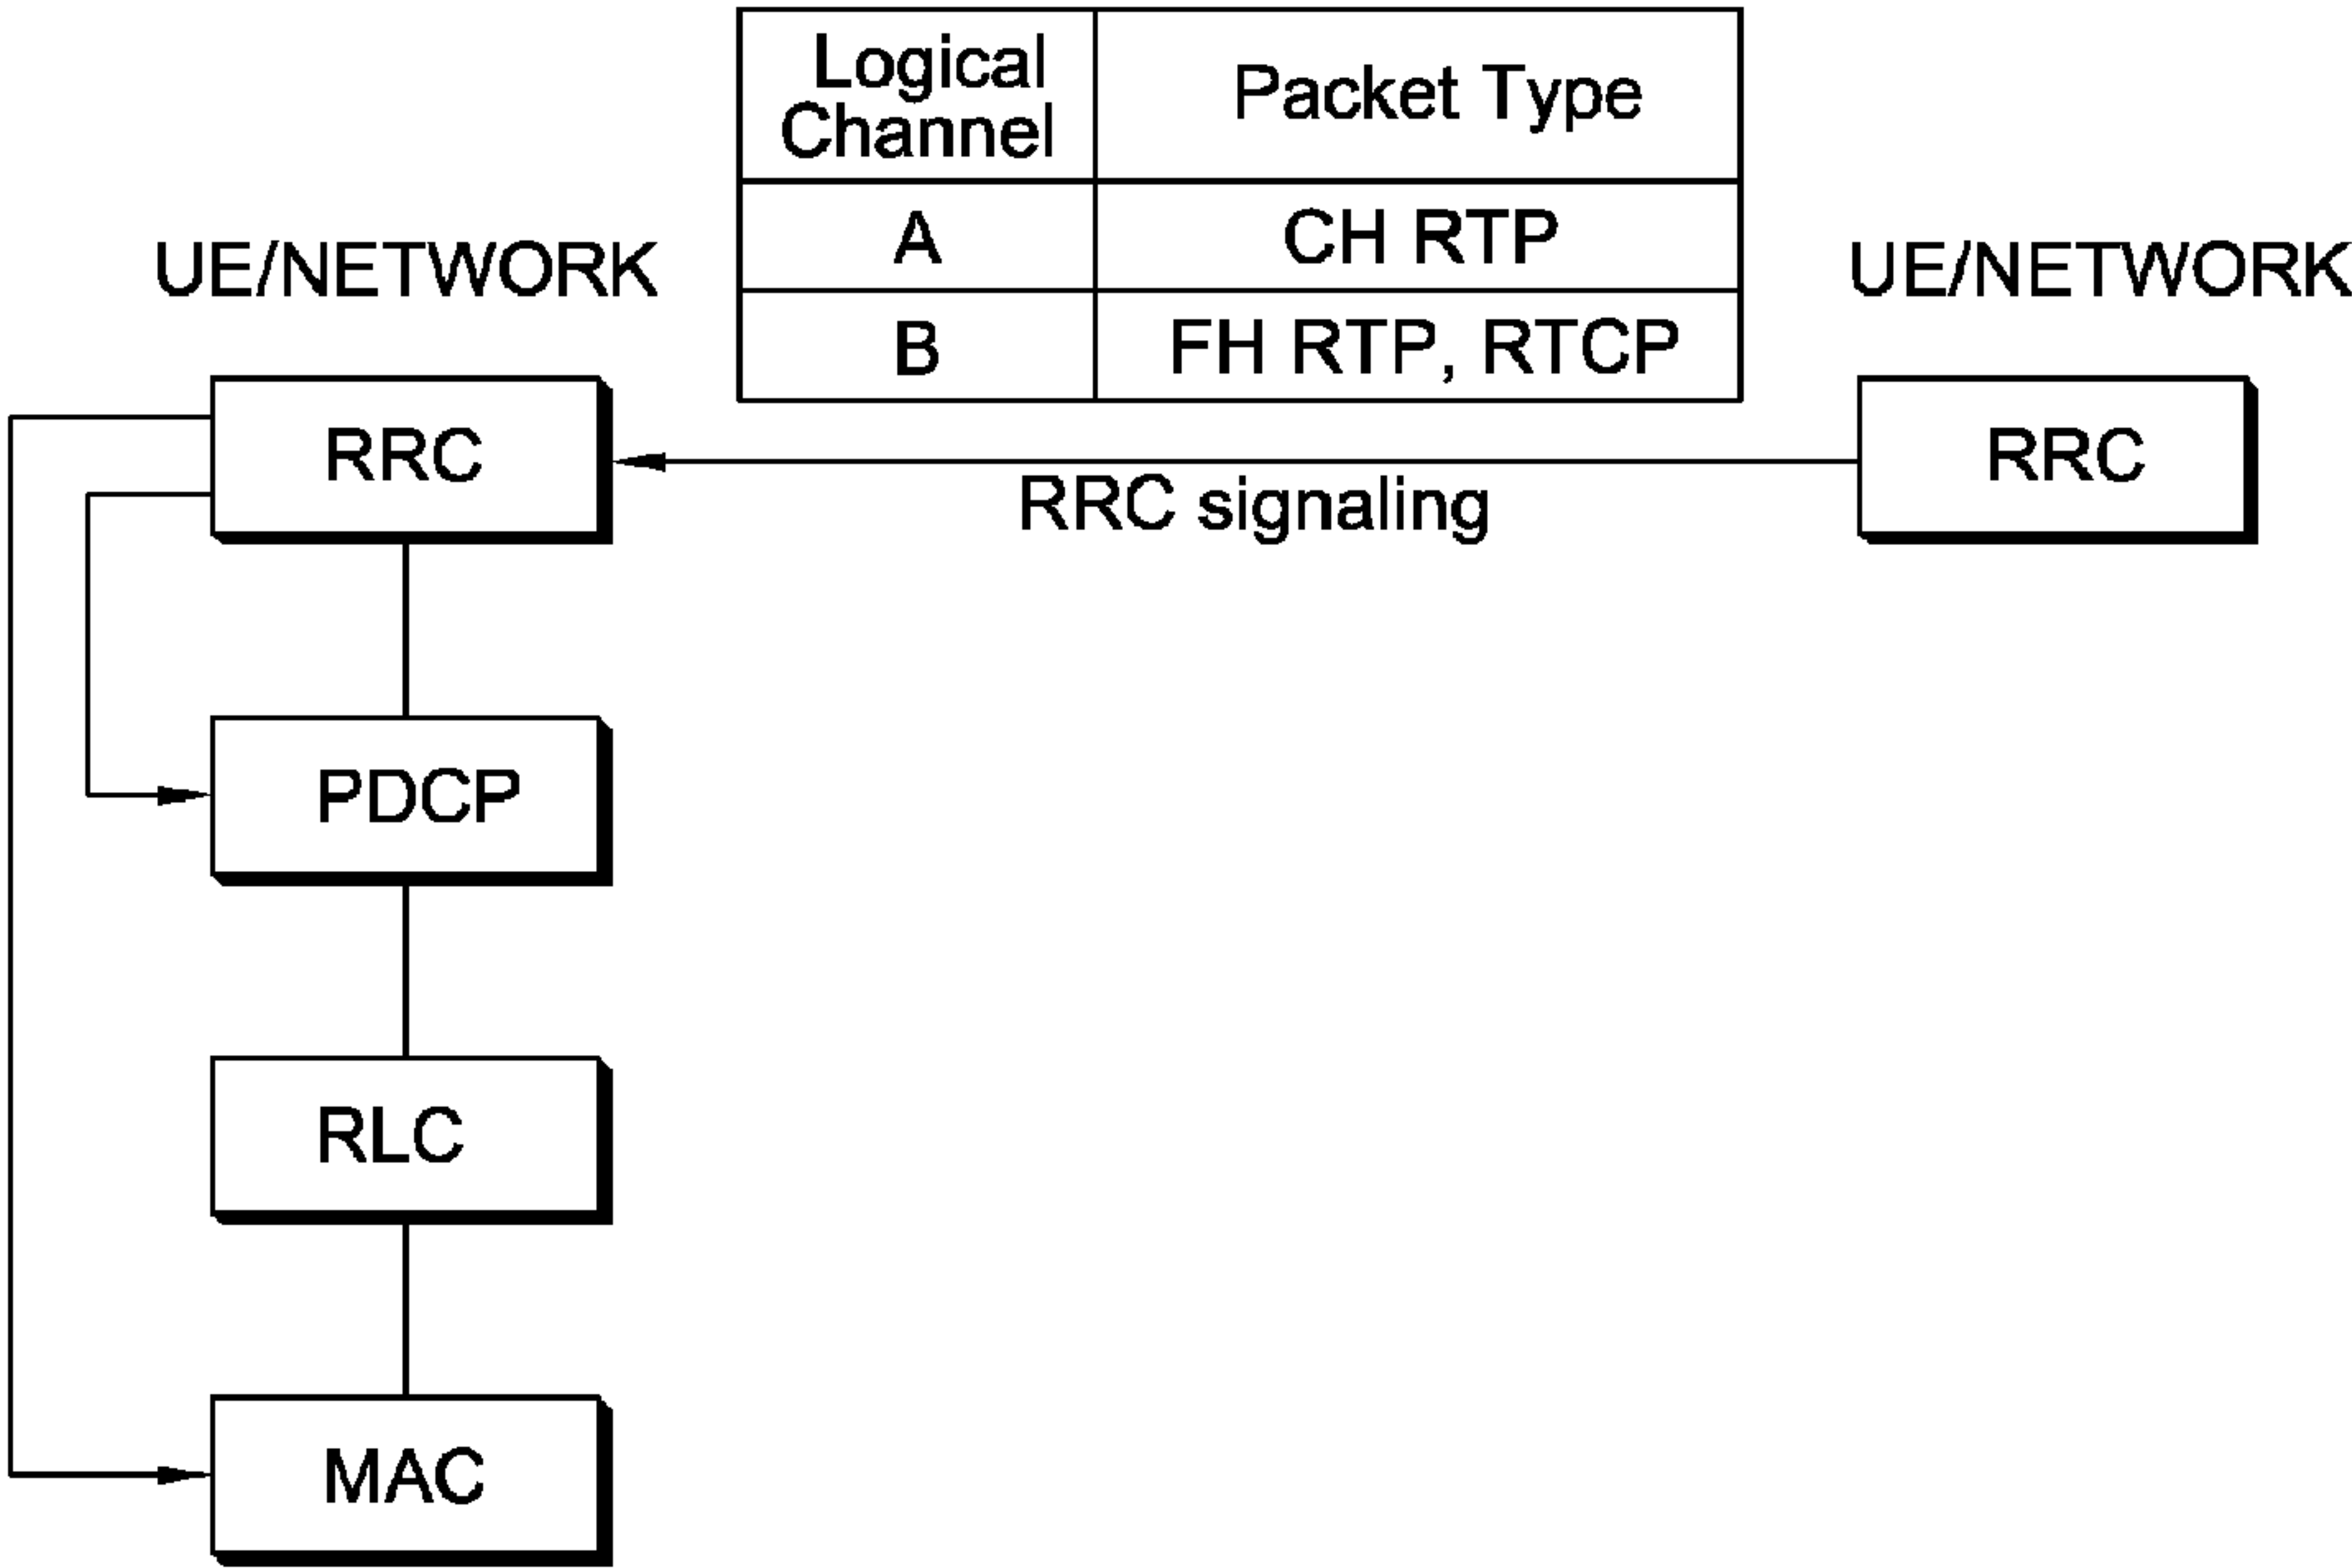 Logical
Channel
Packet Type
A
CH RTP
B
FH RTP, RTCP
UE/NETWORK
UE/NETWORK
RRC
RRC signaling
RRC
PDCP
RLC
MAC